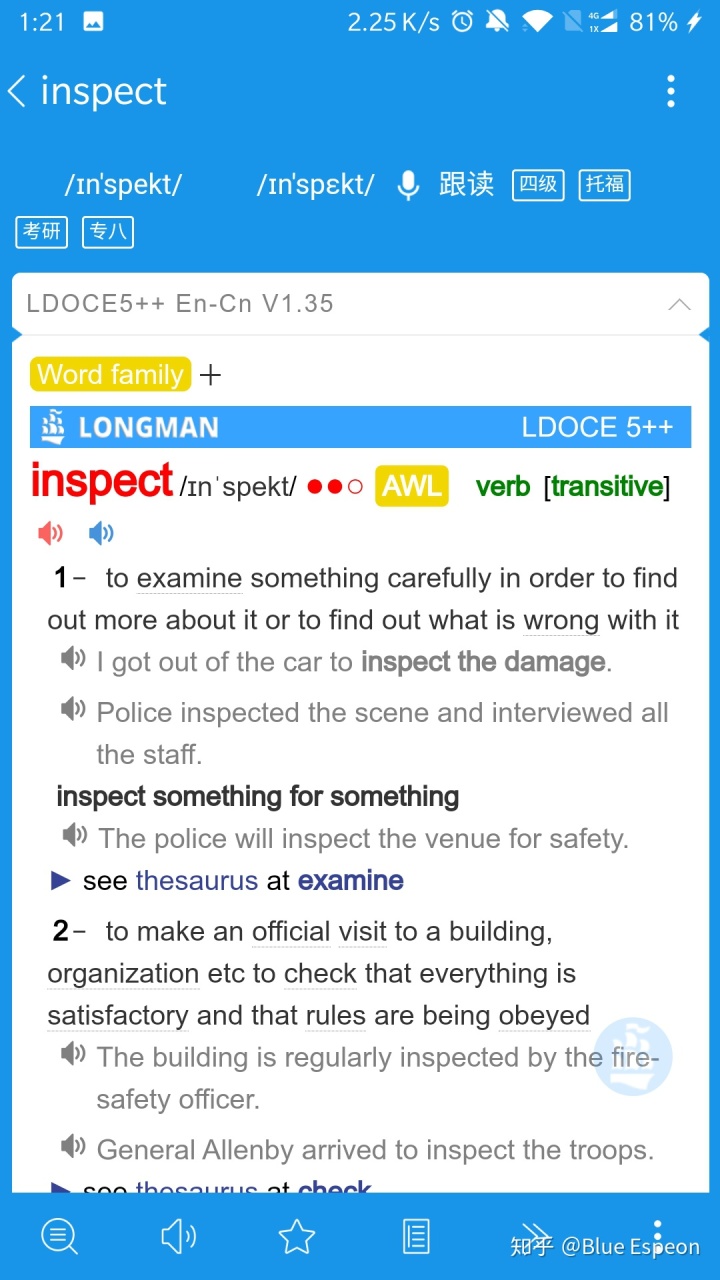 1:21 2.25 K/s 4G 1X 81%
inspect
/ɪn'spekt/ /ɪn'spɛkt/ 跟读 四级 托福
考研 专八
LDOCE5++ En-Cn V1.35
Word family +
LONGMAN LDOCE 5++
inspect /ɪnˈspekt/ ●●○ AWL verb [transitive]
1– to examine something carefully in order to find
out more about it or to find out what is wrong with it
I got out of the car to inspect the damage.
Police inspected the scene and interviewed all
the staff.
inspect something for something
The police will inspect the venue for safety.
► see thesaurus at examine
2– to make an official visit to a building,
organization etc to check that everything is
satisfactory and that rules are being obeyed
The building is regularly inspected by the fire-
safety officer.
General Allenby arrived to inspect the troops.
► see thesaurus at check
知乎 @Blue Espeon